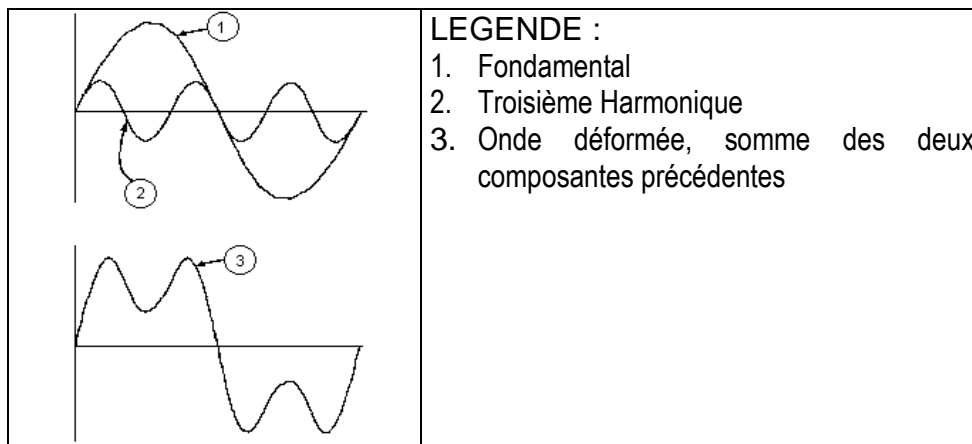 1
2
3
LEGENDE :
1. Fondamental
2. Troisième Harmonique
3. Onde déformée, somme des deux
composantes précédentes